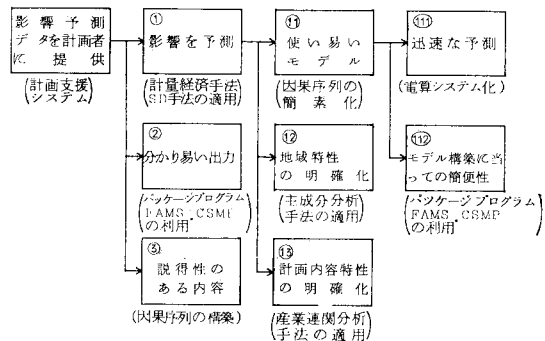 影響予測
データを計画者
に提供
(計画支援
システム)
①
影響を予測
(計量経済手法
SD手法の適用)
②
分かり易い出力
(パッケージプログラム
FAMS・CSMP
の利用)
③
説得性の
ある内容
(因果序列の構築)
⑪
使い易い
モデル
(因果序列の
簡素化)
⑫
地域特性
の明確化
(主成分分析
手法の適用)
⑬
計画内容特性
の明確化
(産業連関分析
手法の適用)
111
迅速な予測
(電算システム化)
112
モデル構築に当
っての簡便性
(パッケージプログラム
FAMS・CSMP
の利用)